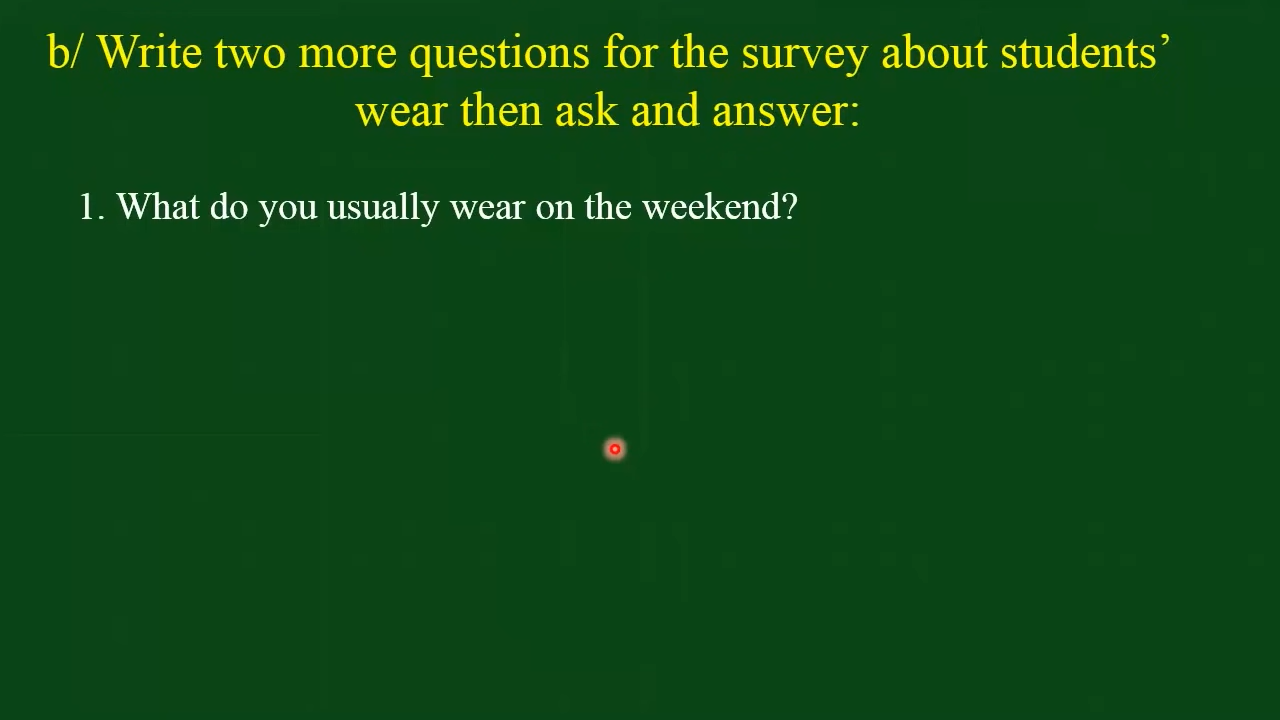 b/ Write two more questions for the survey about students’
wear then ask and answer:
1. What do you usually wear on the weekend?